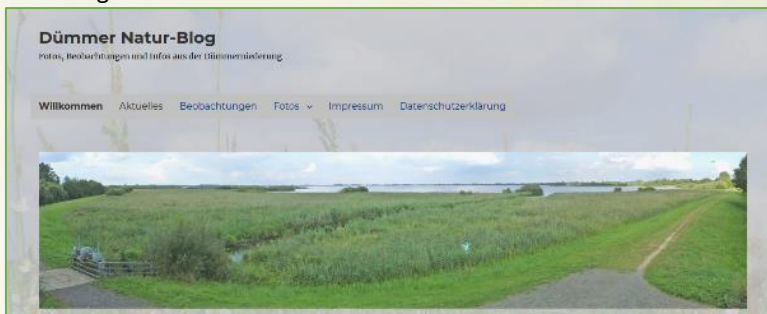 Dümmer Natur-Blog
Fotos, Beobachtungen und Infos aus der Dümmerniederung
Willkommen Aktuelles Beobachtungen Fotos Impressum Datenschutzerklärung